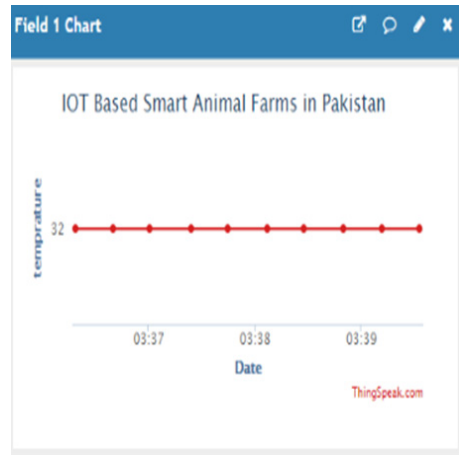 Field 1 Chart
IOT Based Smart Animal Farms in Pakistan
temprature
32
03:37 03:38 03:39
Date
ThingSpeak.com